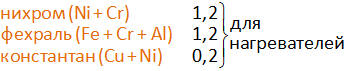 нихром (Ni + Cr) 1,2
фехраль (Fe + Cr + Al) 1,2
константан (Cu + Ni) 0,2
для
нагревателей